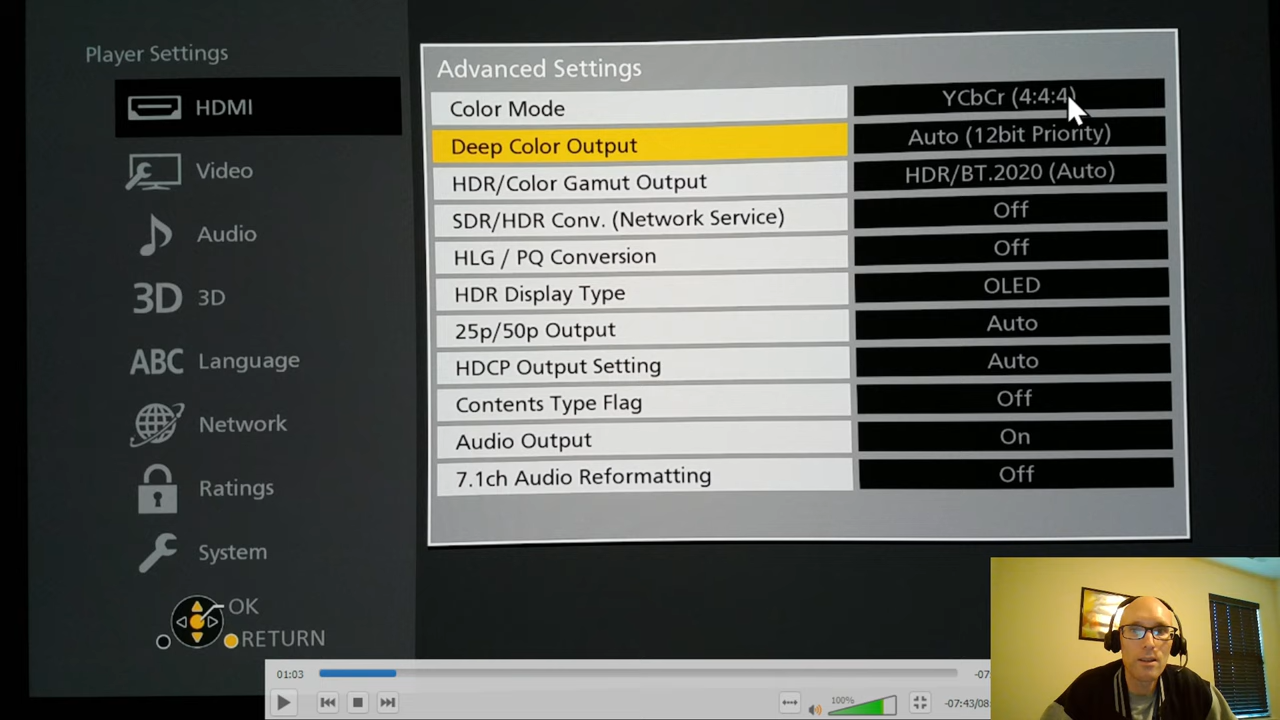 Player Settings
HDMI
Video
Audio
3D 3D
ABC Language
Network
Ratings
System
OK
RETURN
Advanced Settings
Color Mode YCbCr (4:4:4)
Deep Color Output Auto (12bit Priority)
HDR/Color Gamut Output HDR/BT.2020 (Auto)
SDR/HDR Conv. (Network Service) Off
HLG / PQ Conversion Off
HDR Display Type OLED
25p/50p Output Auto
HDCP Output Setting Auto
Contents Type Flag Off
Audio Output On
7.1ch Audio Reformatting Off
01:03 -07
100% -07:43/08